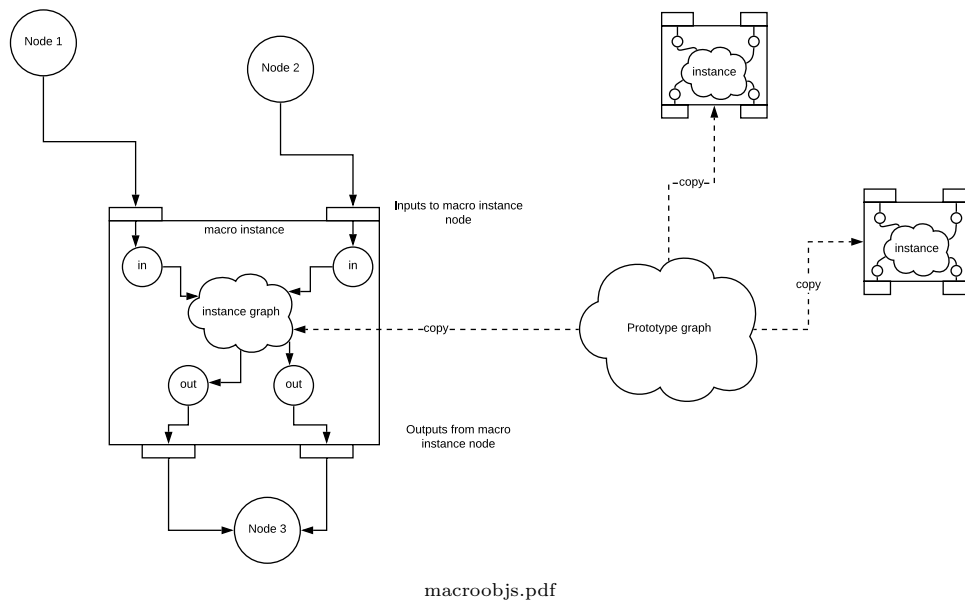 Node 1
Node 2
instance
copy
Inputs to macro instance
node
macro instance
in
in
instance
copy
instance graph
copy
Prototype graph
out
out
Outputs from macro
instance node
Node 3
macroobjs.pdf